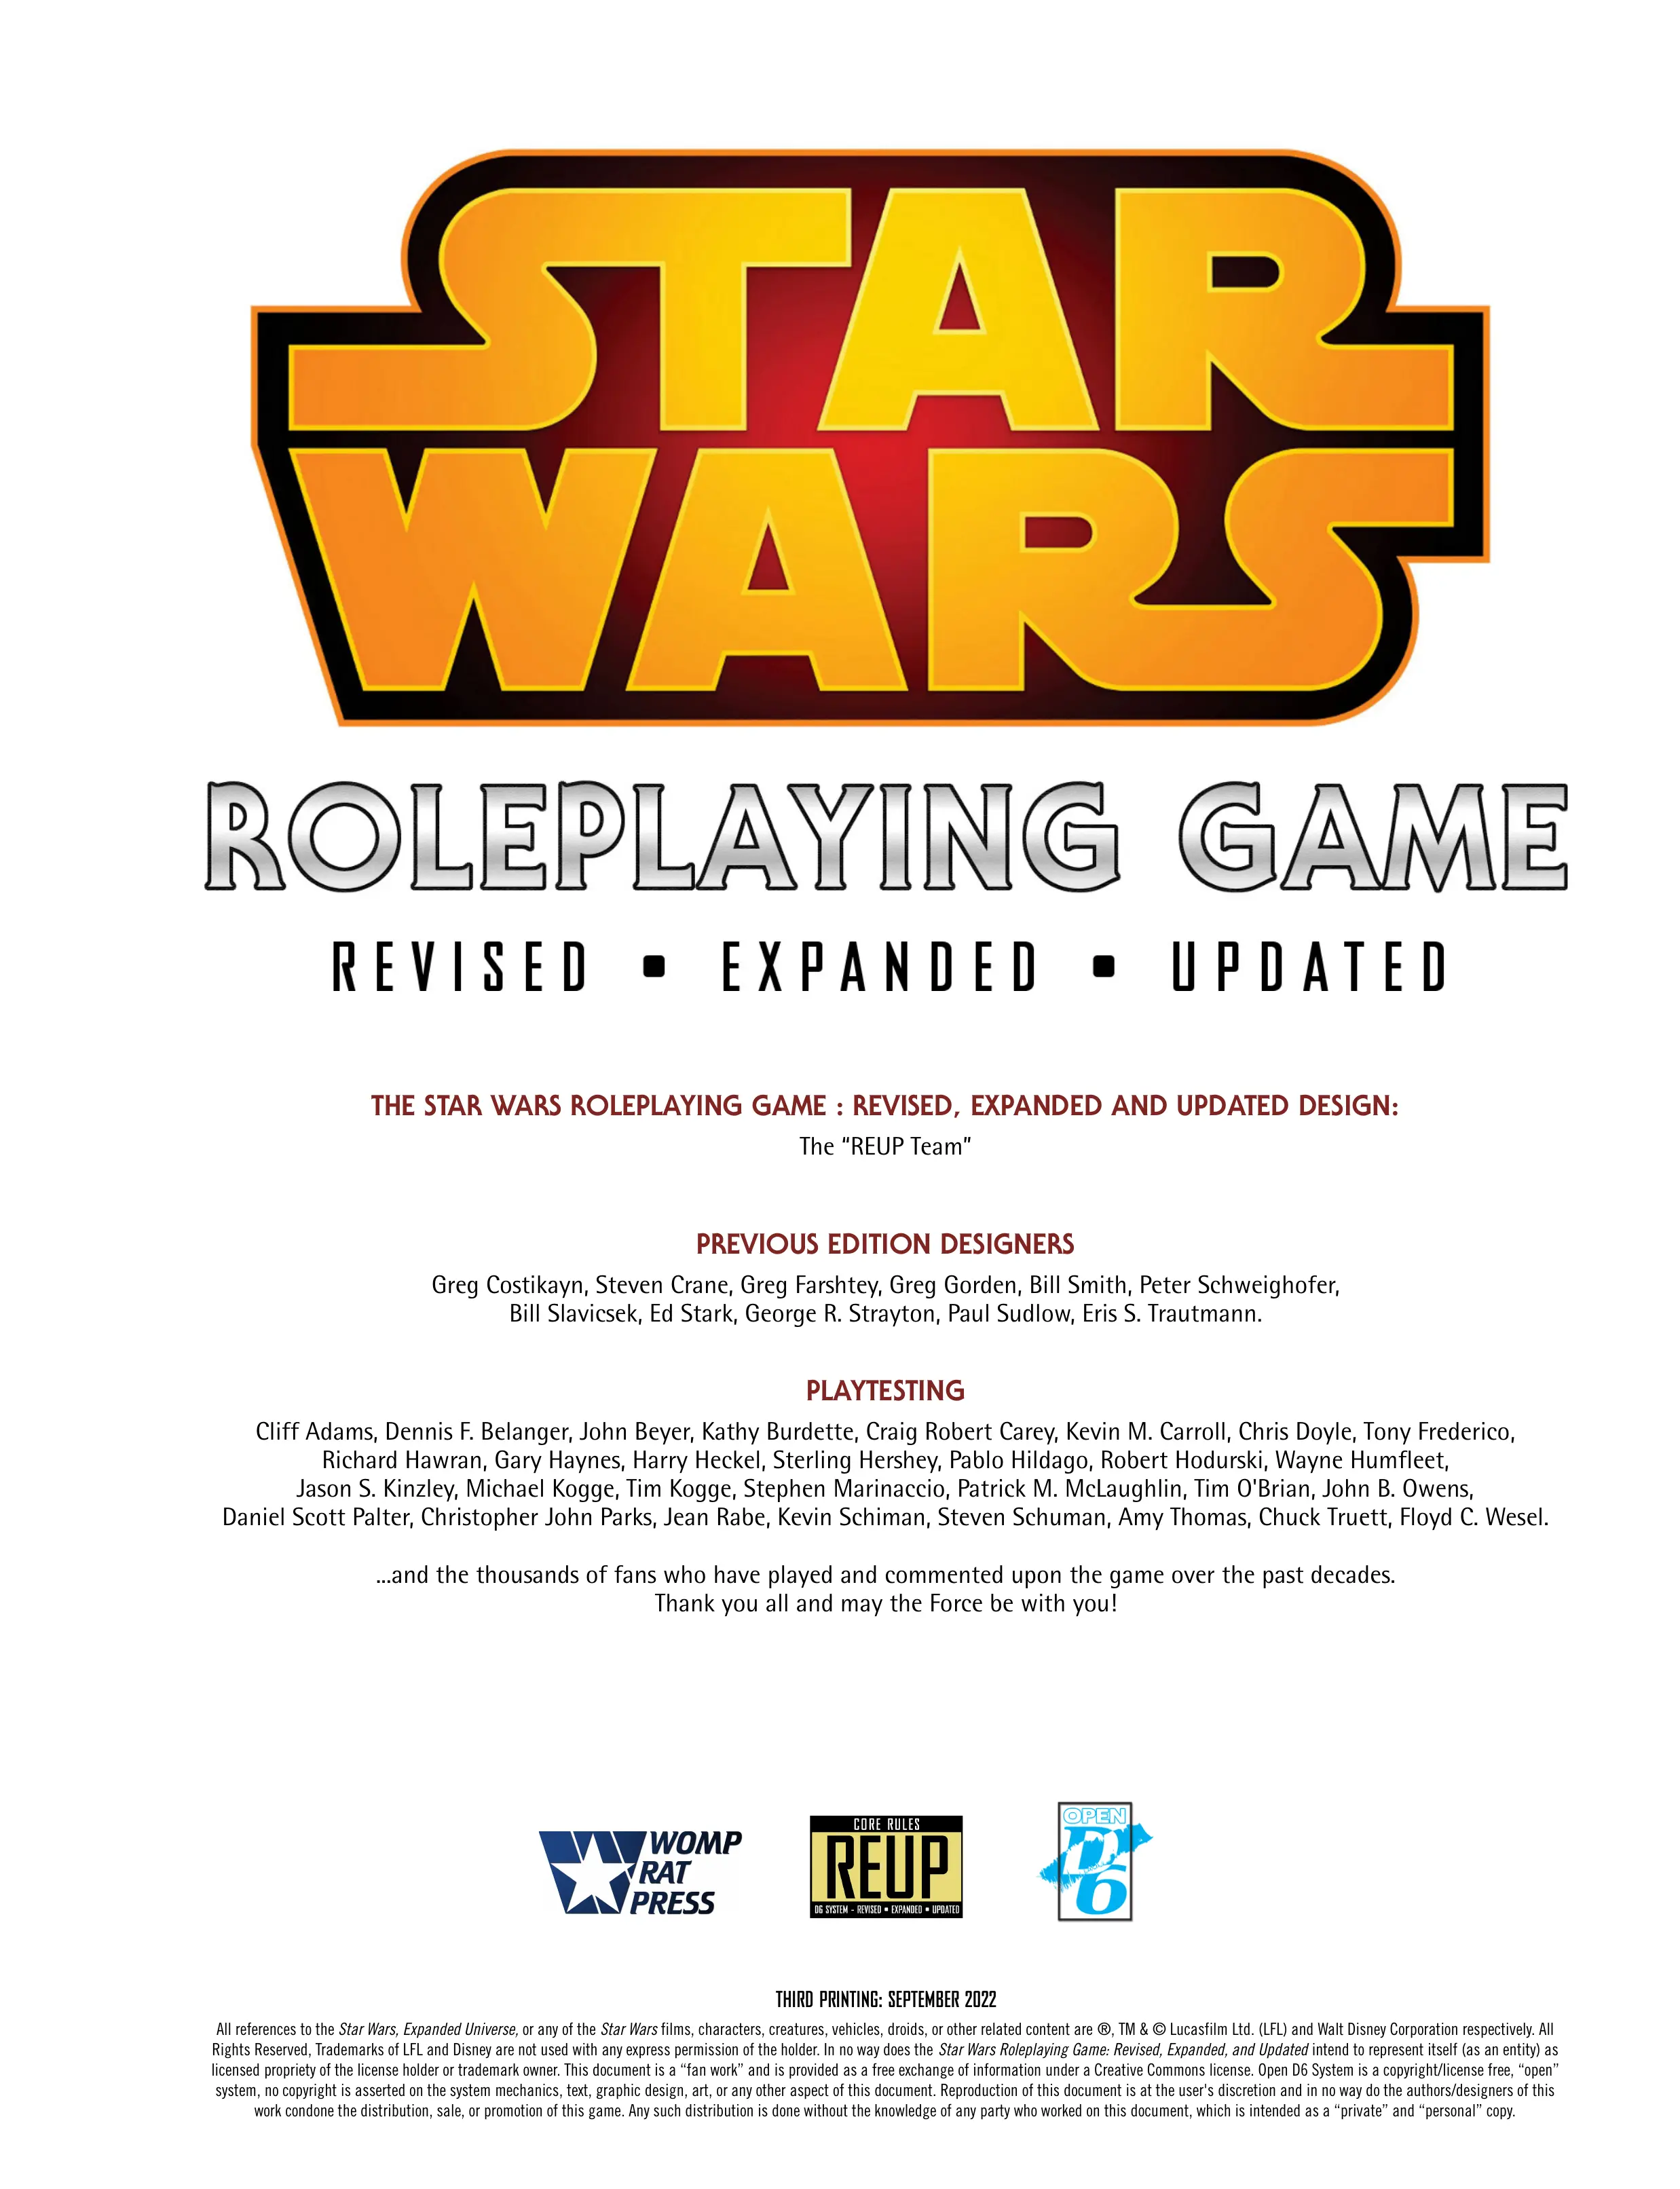 STAR
WARS
ROLEPLAYING GAME
REVISED ▪ EXPANDED ▪ UPDATED
THE STAR WARS ROLEPLAYING GAME : REVISED, EXPANDED AND UPDATED DESIGN:
The “REUP Team”
PREVIOUS EDITION DESIGNERS
Greg Costikayn, Steven Crane, Greg Farshtey, Greg Gorden, Bill Smith, Peter Schweighofer,
Bill Slavicsek, Ed Stark, George R. Strayton, Paul Sudlow, Eris S. Trautmann.
PLAYTESTING
Cliff Adams, Dennis F. Belanger, John Beyer, Kathy Burdette, Craig Robert Carey, Kevin M. Carroll, Chris Doyle, Tony Frederico,
Richard Hawran, Gary Haynes, Harry Heckel, Sterling Hershey, Pablo Hildago, Robert Hodurski, Wayne Humfleet,
Jason S. Kinzley, Michael Kogge, Tim Kogge, Stephen Marinaccio, Patrick M. McLaughlin, Tim O'Brian, John B. Owens,
Daniel Scott Palter, Christopher John Parks, Jean Rabe, Kevin Schiman, Steven Schuman, Amy Thomas, Chuck Truett, Floyd C. Wesel.
...and the thousands of fans who have played and commented upon the game over the past decades.
Thank you all and may the Force be with you!
WOMP
RAT
PRESS
CORE RULES
REUP
D6 SYSTEM - REVISED • EXPANDED • UPDATED
OPEN
D
6
THIRD PRINTING: SEPTEMBER 2022
All references to the Star Wars, Expanded Universe, or any of the Star Wars films, characters, creatures, vehicles, droids, or other related content are ®, TM & © Lucasfilm Ltd. (LFL) and Walt Disney Corporation respectively. All
Rights Reserved, Trademarks of LFL and Disney are not used with any express permission of the holder. In no way does the Star Wars Roleplaying Game: Revised, Expanded, and Updated intend to represent itself (as an entity) as
licensed propriety of the license holder or trademark owner. This document is a “fan work” and is provided as a free exchange of information under a Creative Commons license. Open D6 System is a copyright/license free, “open”
system, no copyright is asserted on the system mechanics, text, graphic design, art, or any other aspect of this document. Reproduction of this document is at the user's discretion and in no way do the authors/designers of this
work condone the distribution, sale, or promotion of this game. Any such distribution is done without the knowledge of any party who worked on this document, which is intended as a “private” and “personal” copy.